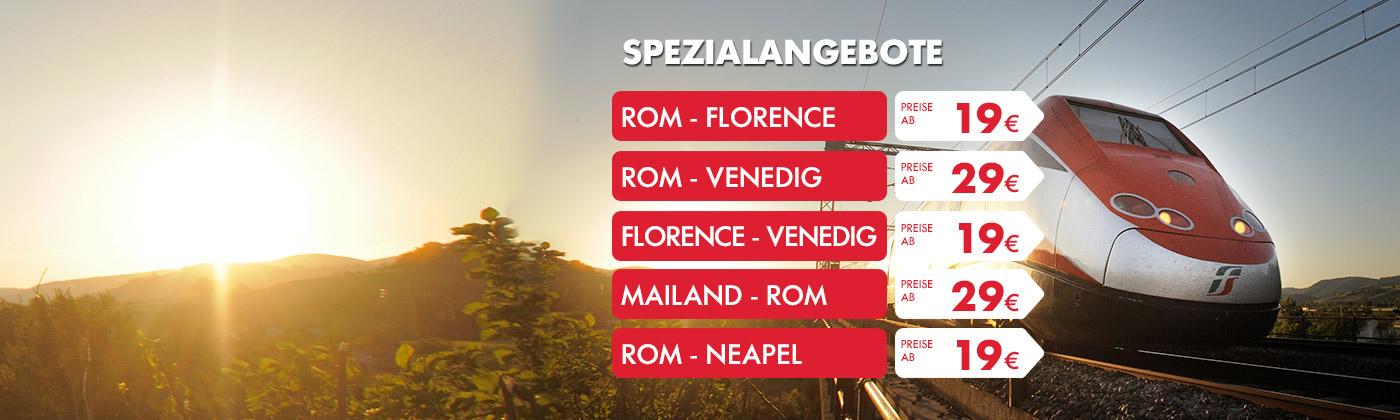 SPEZIALANGEBOTE
ROM - FLORENCE
PREISE
AB
19€
ROM - VENEDIG
PREISE
AB
29€
FLORENCE - VENEDIG
PREISE
AB
19€
MAILAND - ROM
PREISE
AB
29€
ROM - NEAPEL
PREISE
AB
19€